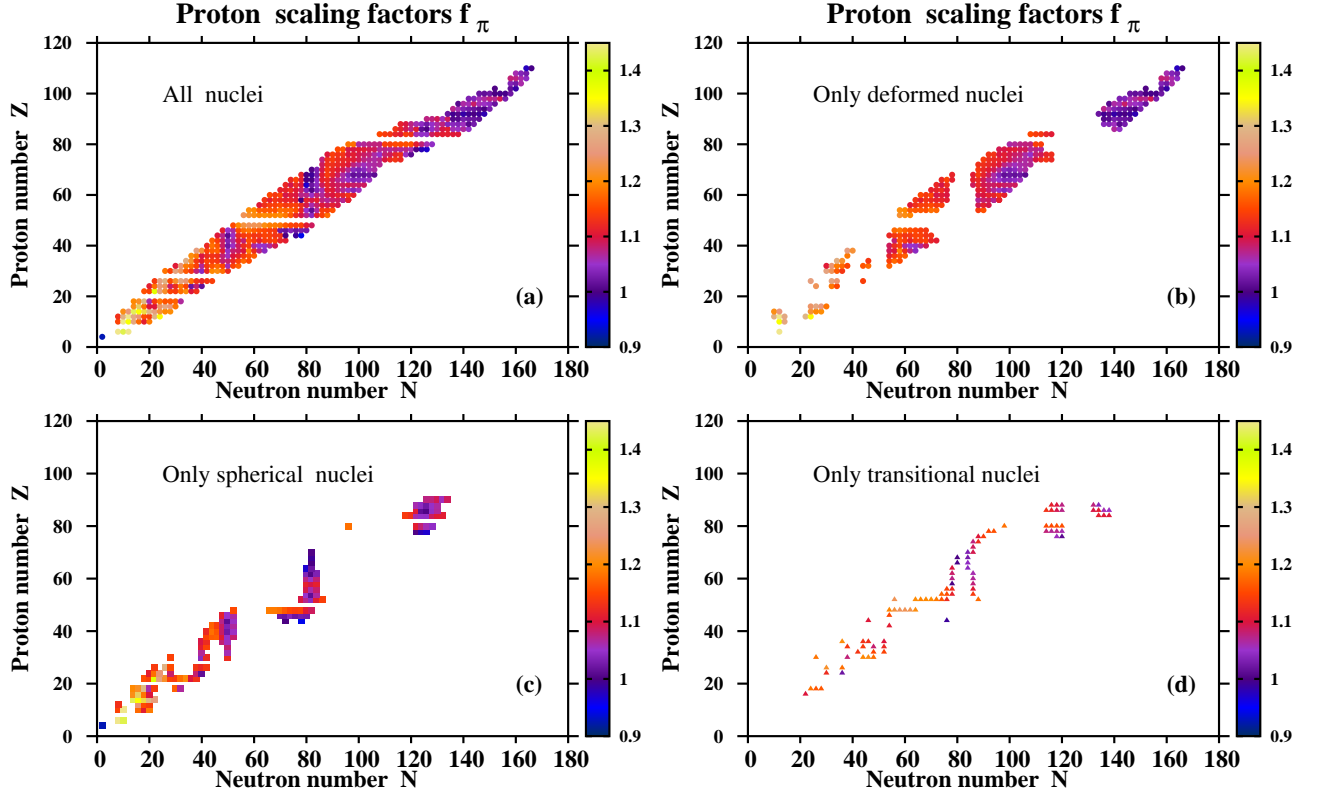 Proton scaling factors f π
Proton scaling factors f π
120
100
80
60
40
20
0
Proton number Z
All nuclei
(a)
0 20 40 60 80 100 120 140 160 180
Neutron number N
1.4
1.3
1.2
1.1
1
0.9
120
100
80
60
40
20
0
Proton number Z
Only deformed nuclei
(b)
0 20 40 60 80 100 120 140 160 180
Neutron number N
1.4
1.3
1.2
1.1
1
0.9
120
100
80
60
40
20
0
Proton number Z
Only spherical nuclei
(c)
0 20 40 60 80 100 120 140 160 180
Neutron number N
1.4
1.3
1.2
1.1
1
0.9
120
100
80
60
40
20
0
Proton number Z
Only transitional nuclei
(d)
0 20 40 60 80 100 120 140 160 180
Neutron number N
1.4
1.3
1.2
1.1
1
0.9